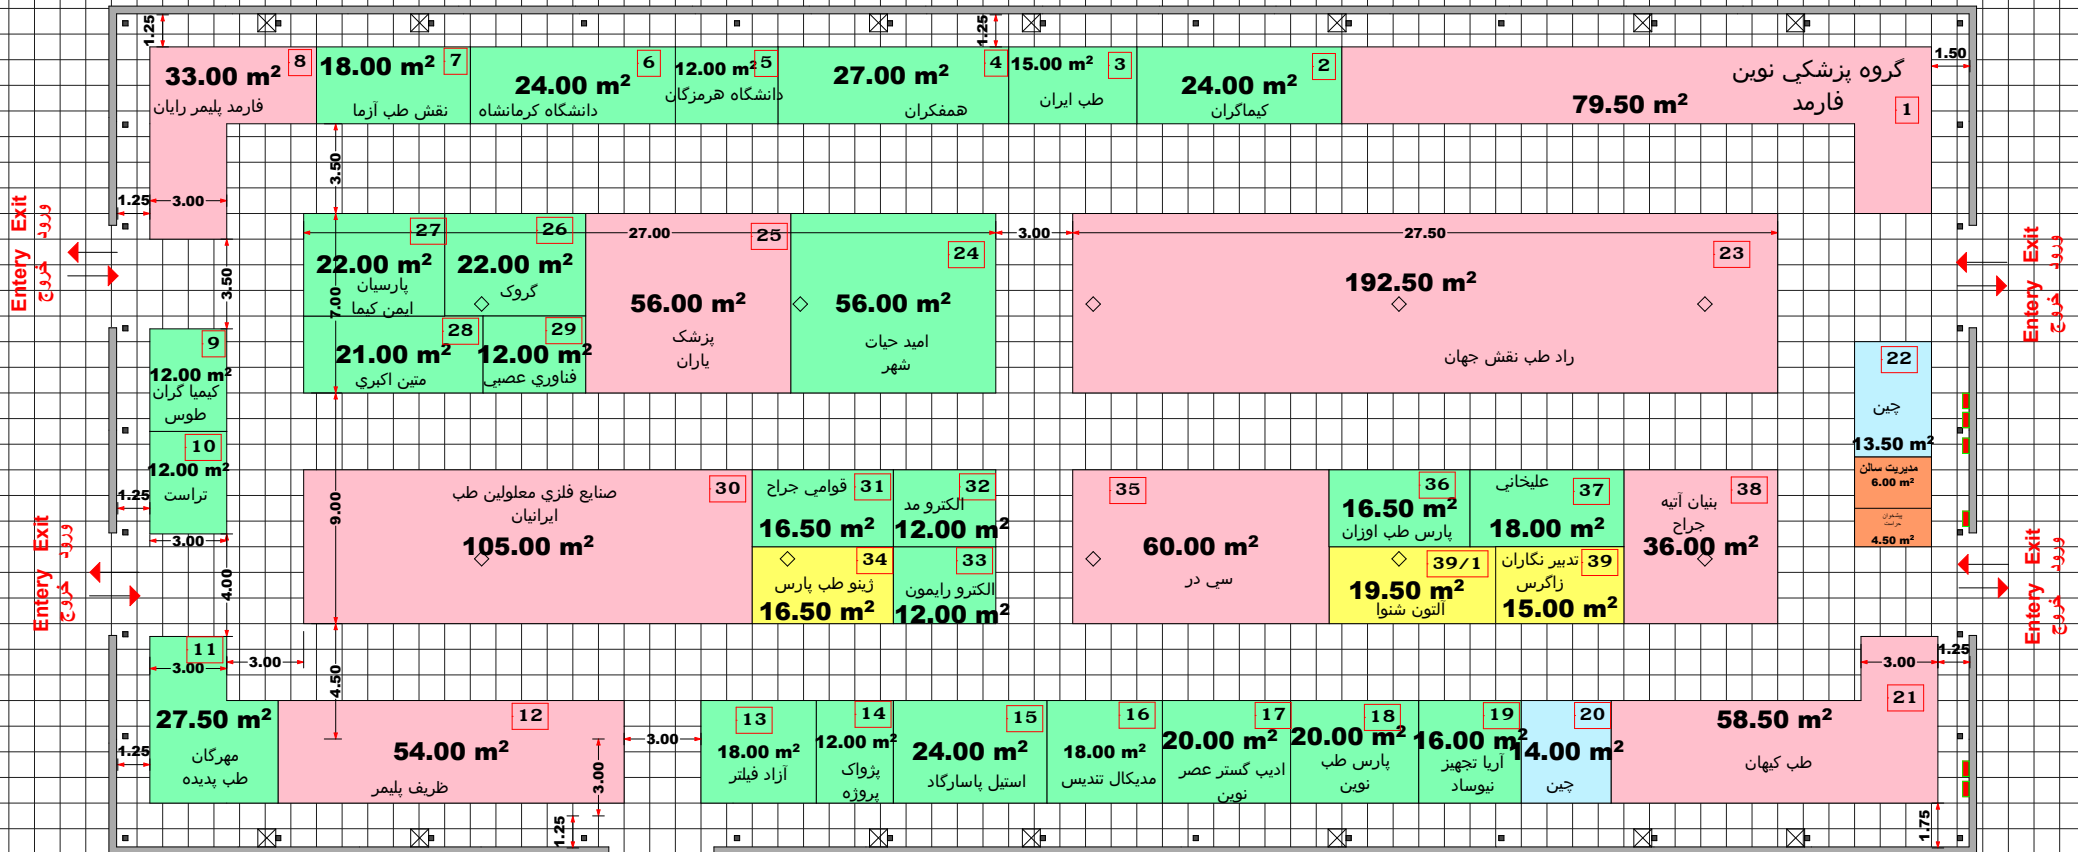 1.25
1.25
1.50
8
33.00 m²
فارمد پليمر رايان
7
18.00 m²
نقش طب آزما
6
24.00 m²
دانشگاه كرمانشاه
5
12.00 m²
دانشگاه هرمزگان
4
27.00 m²
همفكران
3
15.00 m²
طب ايران
2
24.00 m²
كيماگران
گروه پزشكي نوين
فارمد
79.50 m²
1
3.50
1.25
3.00
Entery Exit
ورود خروج
3.50
27.00
3.00
27.50
7.00
27
22.00 m²
پارسيان
ايمن كيما
26
22.00 m²
گروک
25
56.00 m²
پزشک
ياران
24
56.00 m²
اميد حيات
شهر
23
192.50 m²
راد طب نقش جهان
Entery Exit
ورود خروج
28
21.00 m²
متين اكبري
29
12.00 m²
فناوري عصبي
9
12.00 m²
كيميا گران
طوس
10
12.00 m²
تراست
1.25
3.00
22
چين
13.50 m²
مديريت سالن
6.00 m²
پيشخوان
حراست
4.50 m²
9.00
30
صنايع فلزي معلولين طب
ايرانيان
105.00 m²
31
قوامي جراح
16.50 m²
32
الكترو مد
12.00 m²
34
ژينو طب پارس
16.50 m²
33
الكترو رايمون
12.00 m²
35
60.00 m²
سي در
36
16.50 m²
پارس طب اوزان
37
عليخاني
18.00 m²
38
بنيان آتيه
جراح
36.00 m²
39/1
19.50 m²
آلتون شنوا
39
تدبير نگاران
زاگرس
15.00 m²
Entery Exit
ورود خروج
Entery Exit
ورود خروج
4.00
4.50
11
3.00
3.00
27.50 m²
مهرگان
طب پديده
1.25
12
54.00 m²
ظريف پليمر
3.00
3.00
1.25
13
18.00 m²
آزاد فيلتر
14
12.00 m²
پژواک
پروژه
15
24.00 m²
استيل پاسارگاد
16
18.00 m²
مديكال تنديس
17
20.00 m²
اديب گستر عصر
نوين
18
20.00 m²
پارس طب
نوين
19
16.00 m²
آريا تجهيز
نيوساد
20
14.00 m²
چين
21
58.50 m²
طب كيهان
3.00
1.25
1.75